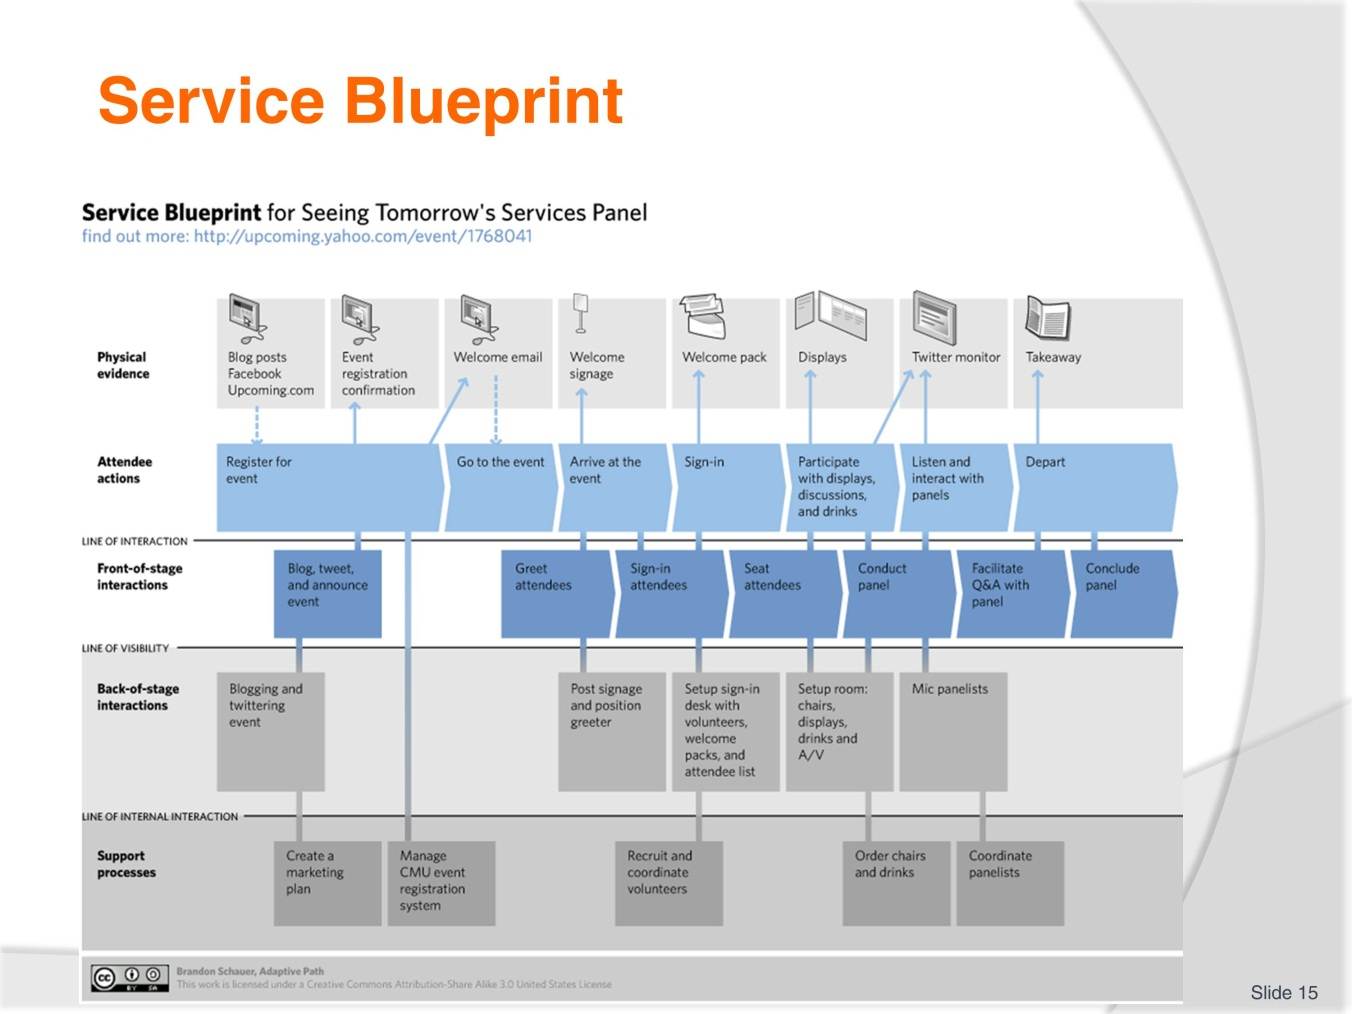 Service Blueprint
Service Blueprint for Seeing Tomorrow's Services Panel
find out more: http://upcoming.yahoo.com/event/1768041
Physical
evidence
Blog posts
Facebook
Upcoming.com
Event
registration
confirmation
Welcome email
Welcome
signage
Welcome pack
Displays
Twitter monitor
Takeaway
Attendee
actions
Register for
event
Go to the event
Arrive at the
event
Sign-in
Participate
with displays,
discussions,
and drinks
Listen and
interact with
panels
Depart
LINE OF INTERACTION
Front-of-stage
interactions
Blog, tweet,
and announce
event
Greet
attendees
Sign-in
attendees
Seat
attendees
Conduct
panel
Facilitate
Q&A with
panel
Conclude
panel
LINE OF VISIBILITY
Back-of-stage
interactions
Blogging and
twittering
event
Post signage
and position
greeter
Setup sign-in
desk with
volunteers,
welcome
packs, and
attendee list
Setup room:
chairs,
displays,
drinks and
A/V
Mic panelists
LINE OF INTERNAL INTERACTION
Support
processes
Create a
marketing
plan
Manage
CMU event
registration
system
Recruit and
coordinate
volunteers
Order chairs
and drinks
Coordinate
panelists
cc BY SA
Brandon Schauer, Adaptive Path
This work is licensed under a Creative Commons Attribution-Share Alike 3.0 United States License
Slide 15